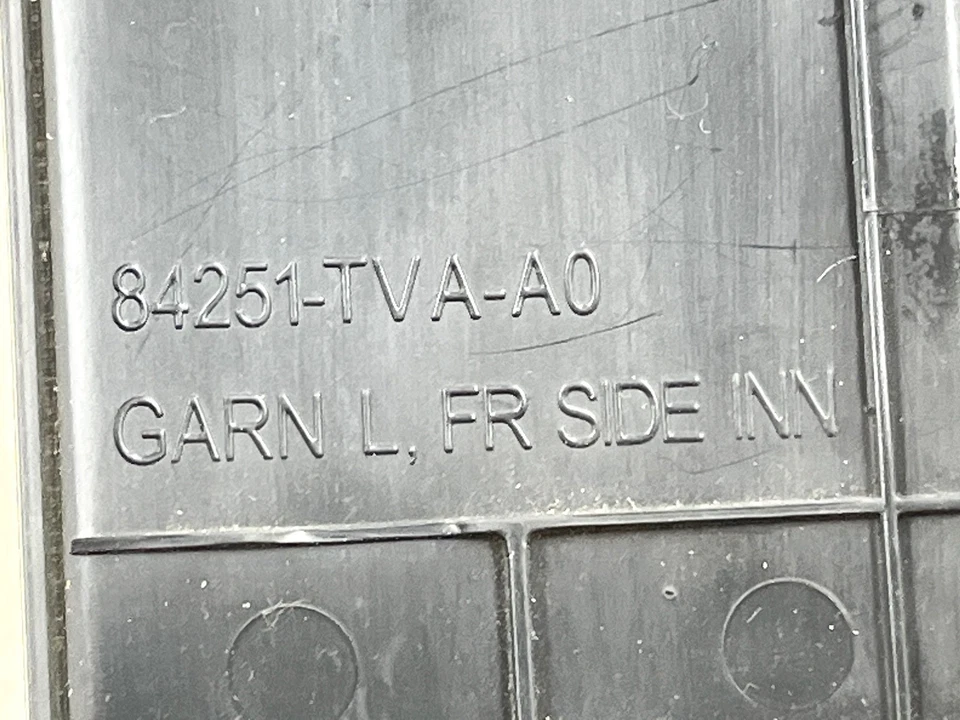 84251-TVA-A0
GARN L, FR SIDE INN